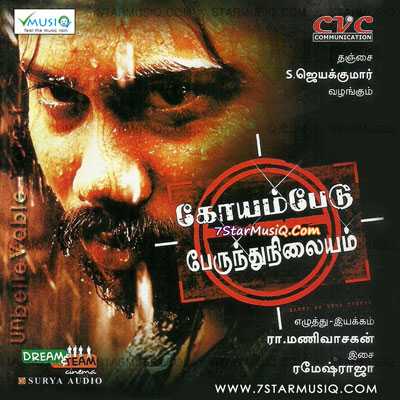 VMUSIQ
feel the music rain
CVC
COMMUNICATION
தஞ்சை
S.ஜெயக்குமார்
வழங்கும்
Unbelievable
கோயம்பேடு
7StarMusiQ.Com
பேருந்துநிலையம்
எழுத்து-இயக்கம்
ரா.மணிவாசகன்
இசை
ரமேஷ்ராஜா
DREAM TEAM
cinema
SURYA AUDIO
WWW.7STARMUSIQ.COM